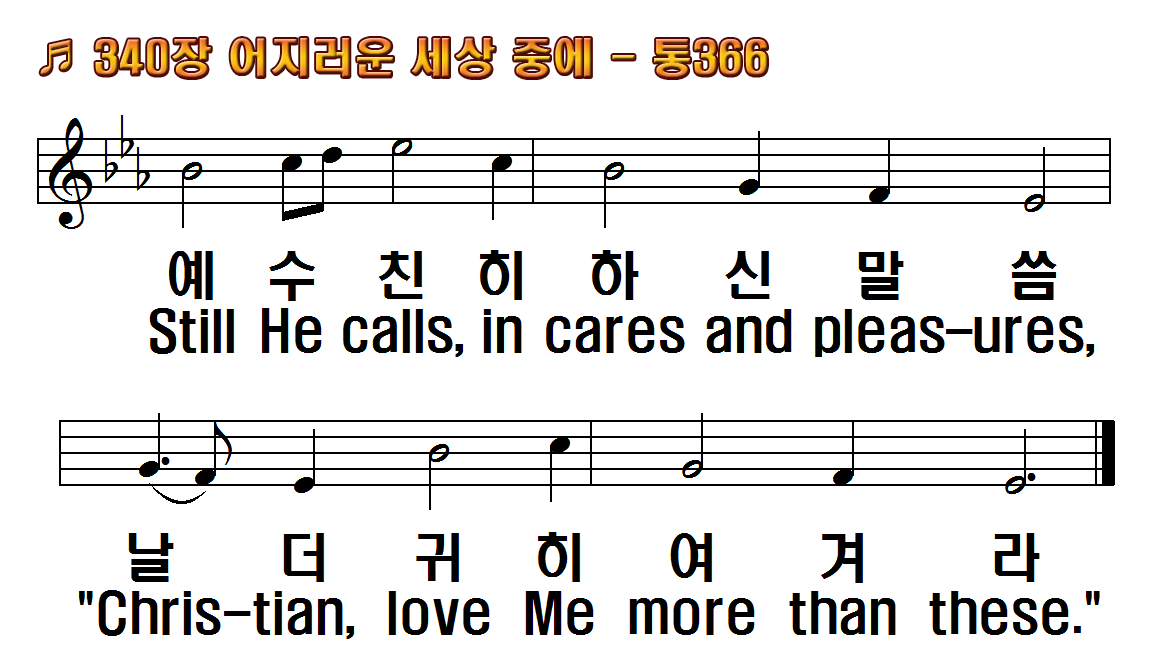 ♬ 340장 어지러운 세상 중에 - 통366
예 수 친 히 하 신 말 씀
Still He calls, in cares and pleas-ures,
날 더 귀 히 여 겨 라
"Chris-tian, love Me more than these."